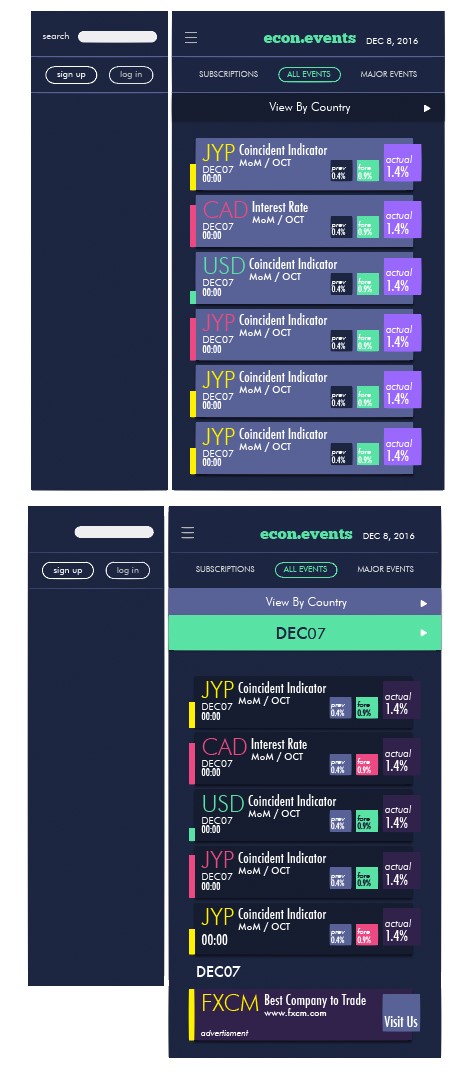 search
sign up log in
econ.events DEC 8, 2016
SUBSCRIPTIONS ALL EVENTS MAJOR EVENTS
View By Country
JYP Coincident Indicator
MoM / OCT
DEC07
00:00
prev
0.4%
fore
0.9%
actual
1.4%
CAD Interest Rate
MoM / OCT
DEC07
00:00
prev
0.4%
fore
0.9%
actual
1.4%
USD Coincident Indicator
MoM / OCT
DEC07
00:00
prev
0.4%
fore
0.9%
actual
1.4%
JYP Coincident Indicator
MoM / OCT
DEC07
00:00
prev
0.4%
fore
0.9%
actual
1.4%
JYP Coincident Indicator
MoM / OCT
DEC07
00:00
prev
0.4%
fore
0.9%
actual
1.4%
JYP Coincident Indicator
MoM / OCT
DEC07
00:00
prev
0.4%
fore
0.9%
actual
1.4%
sign up log in
econ.events DEC 8, 2016
SUBSCRIPTIONS ALL EVENTS MAJOR EVENTS
View By Country
DEC07
JYP Coincident Indicator
MoM / OCT
DEC07
00:00
prev
0.4%
fore
0.9%
actual
1.4%
CAD Interest Rate
MoM / OCT
DEC07
00:00
prev
0.4%
fore
0.9%
actual
1.4%
USD Coincident Indicator
MoM / OCT
DEC07
00:00
prev
0.4%
fore
0.9%
actual
1.4%
JYP Coincident Indicator
MoM / OCT
DEC07
00:00
prev
0.4%
fore
0.9%
actual
1.4%
JYP Coincident Indicator
MoM / OCT
00:00
prev
0.4%
fore
0.9%
actual
1.4%
DEC07
FXCM Best Company to Trade
www.fxcm.com
advertisment
Visit Us